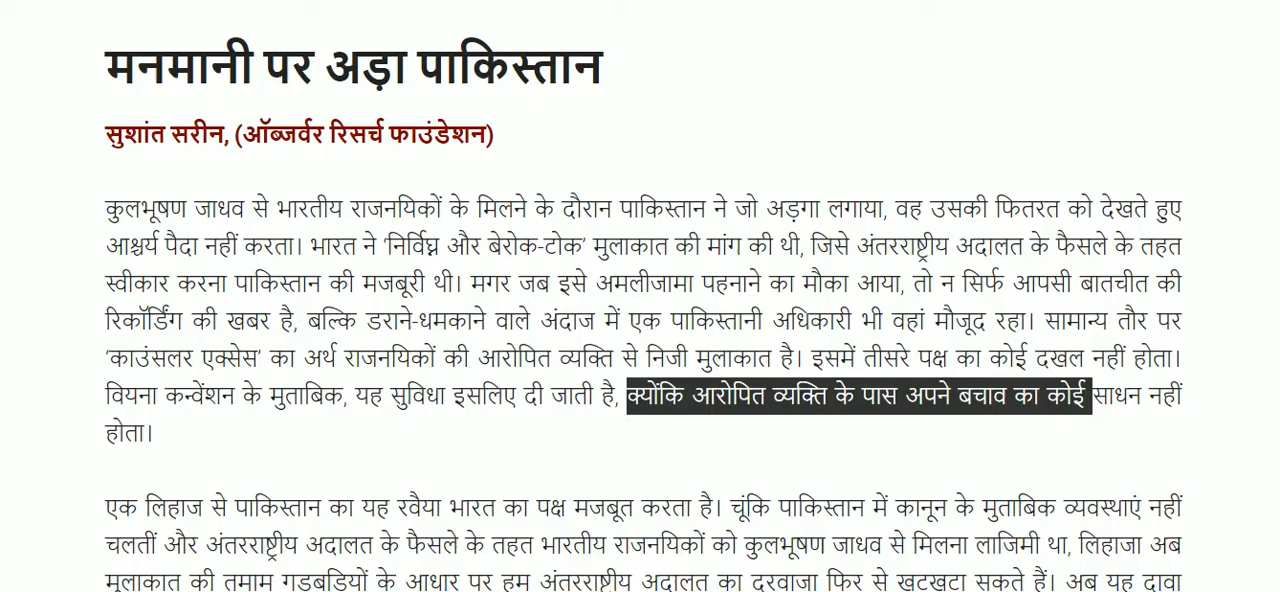 मनमानी पर अड़ा पाकिस्तान
सुशांत सरीन, (ऑब्जर्वर रिसर्च फाउंडेशन)
कुलभूषण जाधव से भारतीय राजनयिकों के मिलने के दौरान पाकिस्तान ने जो अड़ंगा लगाया, वह उसकी फितरत को देखते हुए
आश्चर्य पैदा नहीं करता। भारत ने ‘निर्विघ्न और बेरोक-टोक’ मुलाकात की मांग की थी, जिसे अंतरराष्ट्रीय अदालत के फैसले के तहत
स्वीकार करना पाकिस्तान की मजबूरी थी। मगर जब इसे अमलीजामा पहनाने का मौका आया, तो न सिर्फ आपसी बातचीत की
रिकॉर्डिंग की खबर है, बल्कि डराने-धमकाने वाले अंदाज में एक पाकिस्तानी अधिकारी भी वहां मौजूद रहा। सामान्य तौर पर
‘काउंसलर एक्सेस’ का अर्थ राजनयिकों की आरोपित व्यक्ति से निजी मुलाकात है। इसमें तीसरे पक्ष का कोई दखल नहीं होता।
वियना कन्वेंशन के मुताबिक, यह सुविधा इसलिए दी जाती है, क्योंकि आरोपित व्यक्ति के पास अपने बचाव का कोई साधन नहीं
होता।
एक लिहाज से पाकिस्तान का यह रवैया भारत का पक्ष मजबूत करता है। चूंकि पाकिस्तान में कानून के मुताबिक व्यवस्थाएं नहीं
चलतीं और अंतरराष्ट्रीय अदालत के फैसले के तहत भारतीय राजनयिकों को कुलभूषण जाधव से मिलना लाजिमी था, लिहाजा अब
मुलाकात की तमाम गड़बड़ियों के आधार पर हम अंतरराष्ट्रीय अदालत का दरवाजा फिर से खटखटा सकते हैं। अब यह दावा